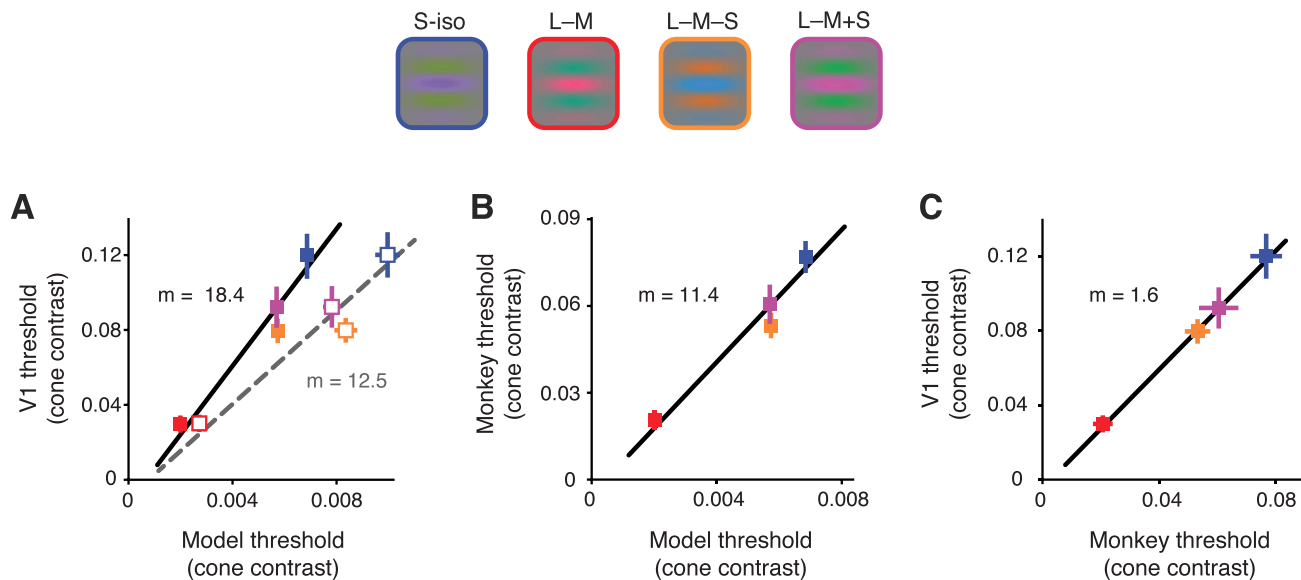 S-iso
L–M
L–M–S
L–M+S
A
V1 threshold
(cone contrast)
0.12
0.08
0.04
0
m = 18.4
m = 12.5
0
0.004
0.008
Model threshold
(cone contrast)
B
Monkey threshold
(cone contrast)
0.09
0.06
0.03
0
m = 11.4
0
0.004
0.008
Model threshold
(cone contrast)
C
V1 threshold
(cone contrast)
0.12
0.08
0.04
0
m = 1.6
0
0.04
0.08
Monkey threshold
(cone contrast)